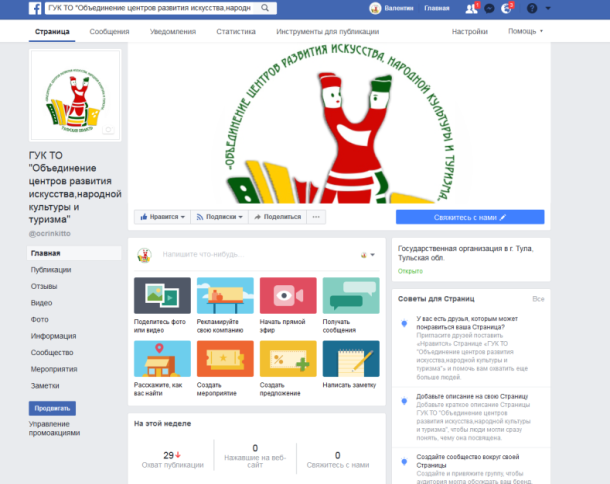 ГУК ТО "Объединение центров развития искусства,народн
Валентин
Главная
Страница
Сообщения
Уведомления
Статистика
Инструменты для публикации
Настройки
Помощь
"ОБЪЕДИНЕНИЕ ЦЕНТРОВ РАЗВИТИЯ ИСКУССТВА, НАРОДНОЙ КУЛЬТУРЫ И ТУРИЗМА"
ГУК ТО
"Объединение
центров развития
искусства,народной
культуры и
туризма"
@ocrinkitto
Главная
Публикации
Отзывы
Видео
Фото
Информация
Сообщество
Мероприятия
Заметки
Продвигать
Управление
промоакциями
Нравится
Подписки
Поделиться
Свяжитесь с нами
Напишите что-нибудь...
Поделитесь фото
или видео
Рекламируйте
свою компанию
Начать прямой
эфир
Получать
сообщения
Расскажите, как
вас найти
Создать
мероприятие
Создать
предложение
Написать заметку
На этой неделе
29
Охват публикации
0
Нажавшие на веб-
сайт
0
Свяжитесь с нами
Государственная организация в г. Тула,
Тульская обл.
Открыто
Советы для Страниц
Все
У вас есть друзья, которым может
понравиться ваша Страница?
Пригласите друзей поставить
«Нравится» Странице «ГУК ТО
"Объединение центров развития
искусства,народной культуры и
туризма"» и помочь вам охватить еще
больше людей.
Добавьте описание на свою Страницу
Добавьте краткое описание Страницы
ГУК ТО "Объединение центров
развития искусства,народной культуры
и туризма", чтобы люди могли сразу
понять, чему она посвящена.
Создайте сообщество вокруг своей
Страницы
Создайте и привяжите группу, чтобы
аудитория могла обсуждать ваш бренд,